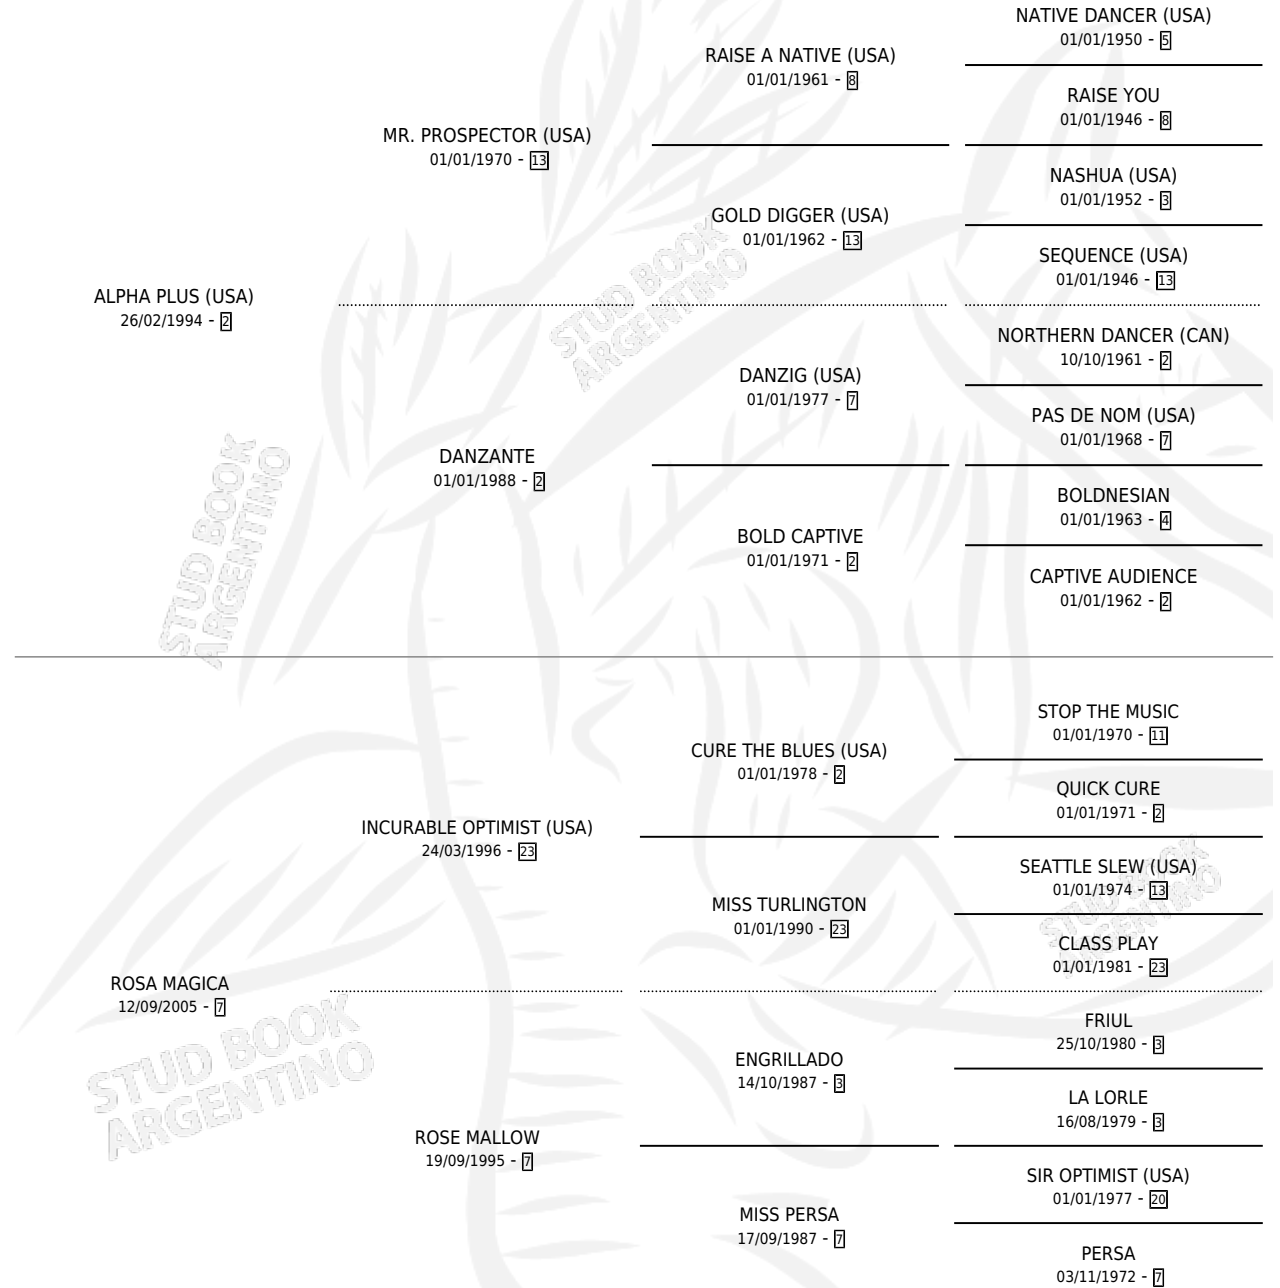 NATIVE DANCER (USA)
01/01/1950 - 5
RAISE A NATIVE (USA)
01/01/1961 - 8
RAISE YOU
01/01/1946 - 8
MR. PROSPECTOR (USA)
01/01/1970 - 13
NASHUA (USA)
01/01/1952 - 3
GOLD DIGGER (USA)
01/01/1962 - 13
SEQUENCE (USA)
01/01/1946 - 13
ALPHA PLUS (USA)
26/02/1994 - 2
STUD BOOK
ARGENTINO
NORTHERN DANCER (CAN)
10/10/1961 - 2
DANZIG (USA)
01/01/1977 - 7
PAS DE NOM (USA)
01/01/1968 - 7
DANZANTE
01/01/1988 - 2
BOLDNESIAN
01/01/1963 - 4
BOLD CAPTIVE
01/01/1971 - 2
CAPTIVE AUDIENCE
01/01/1962 - 2
STUD BOOK
ARGENTINO
STOP THE MUSIC
01/01/1970 - 11
CURE THE BLUES (USA)
01/01/1978 - 2
QUICK CURE
01/01/1971 - 2
INCURABLE OPTIMIST (USA)
24/03/1996 - 23
SEATTLE SLEW (USA)
01/01/1974 - 13
MISS TURLINGTON
01/01/1990 - 23
CLASS PLAY
01/01/1981 - 23
STUD BOOK
ARGENTINO
ROSA MAGICA
12/09/2005 - 7
FRIUL
25/10/1980 - 3
ENGRILLADO
14/10/1987 - 3
LA LORLE
16/08/1979 - 3
STUD BOOK
ARGENTINO
ROSE MALLOW
19/09/1995 - 7
SIR OPTIMIST (USA)
01/01/1977 - 20
MISS PERSA
17/09/1987 - 7
PERSA
03/11/1972 - 7